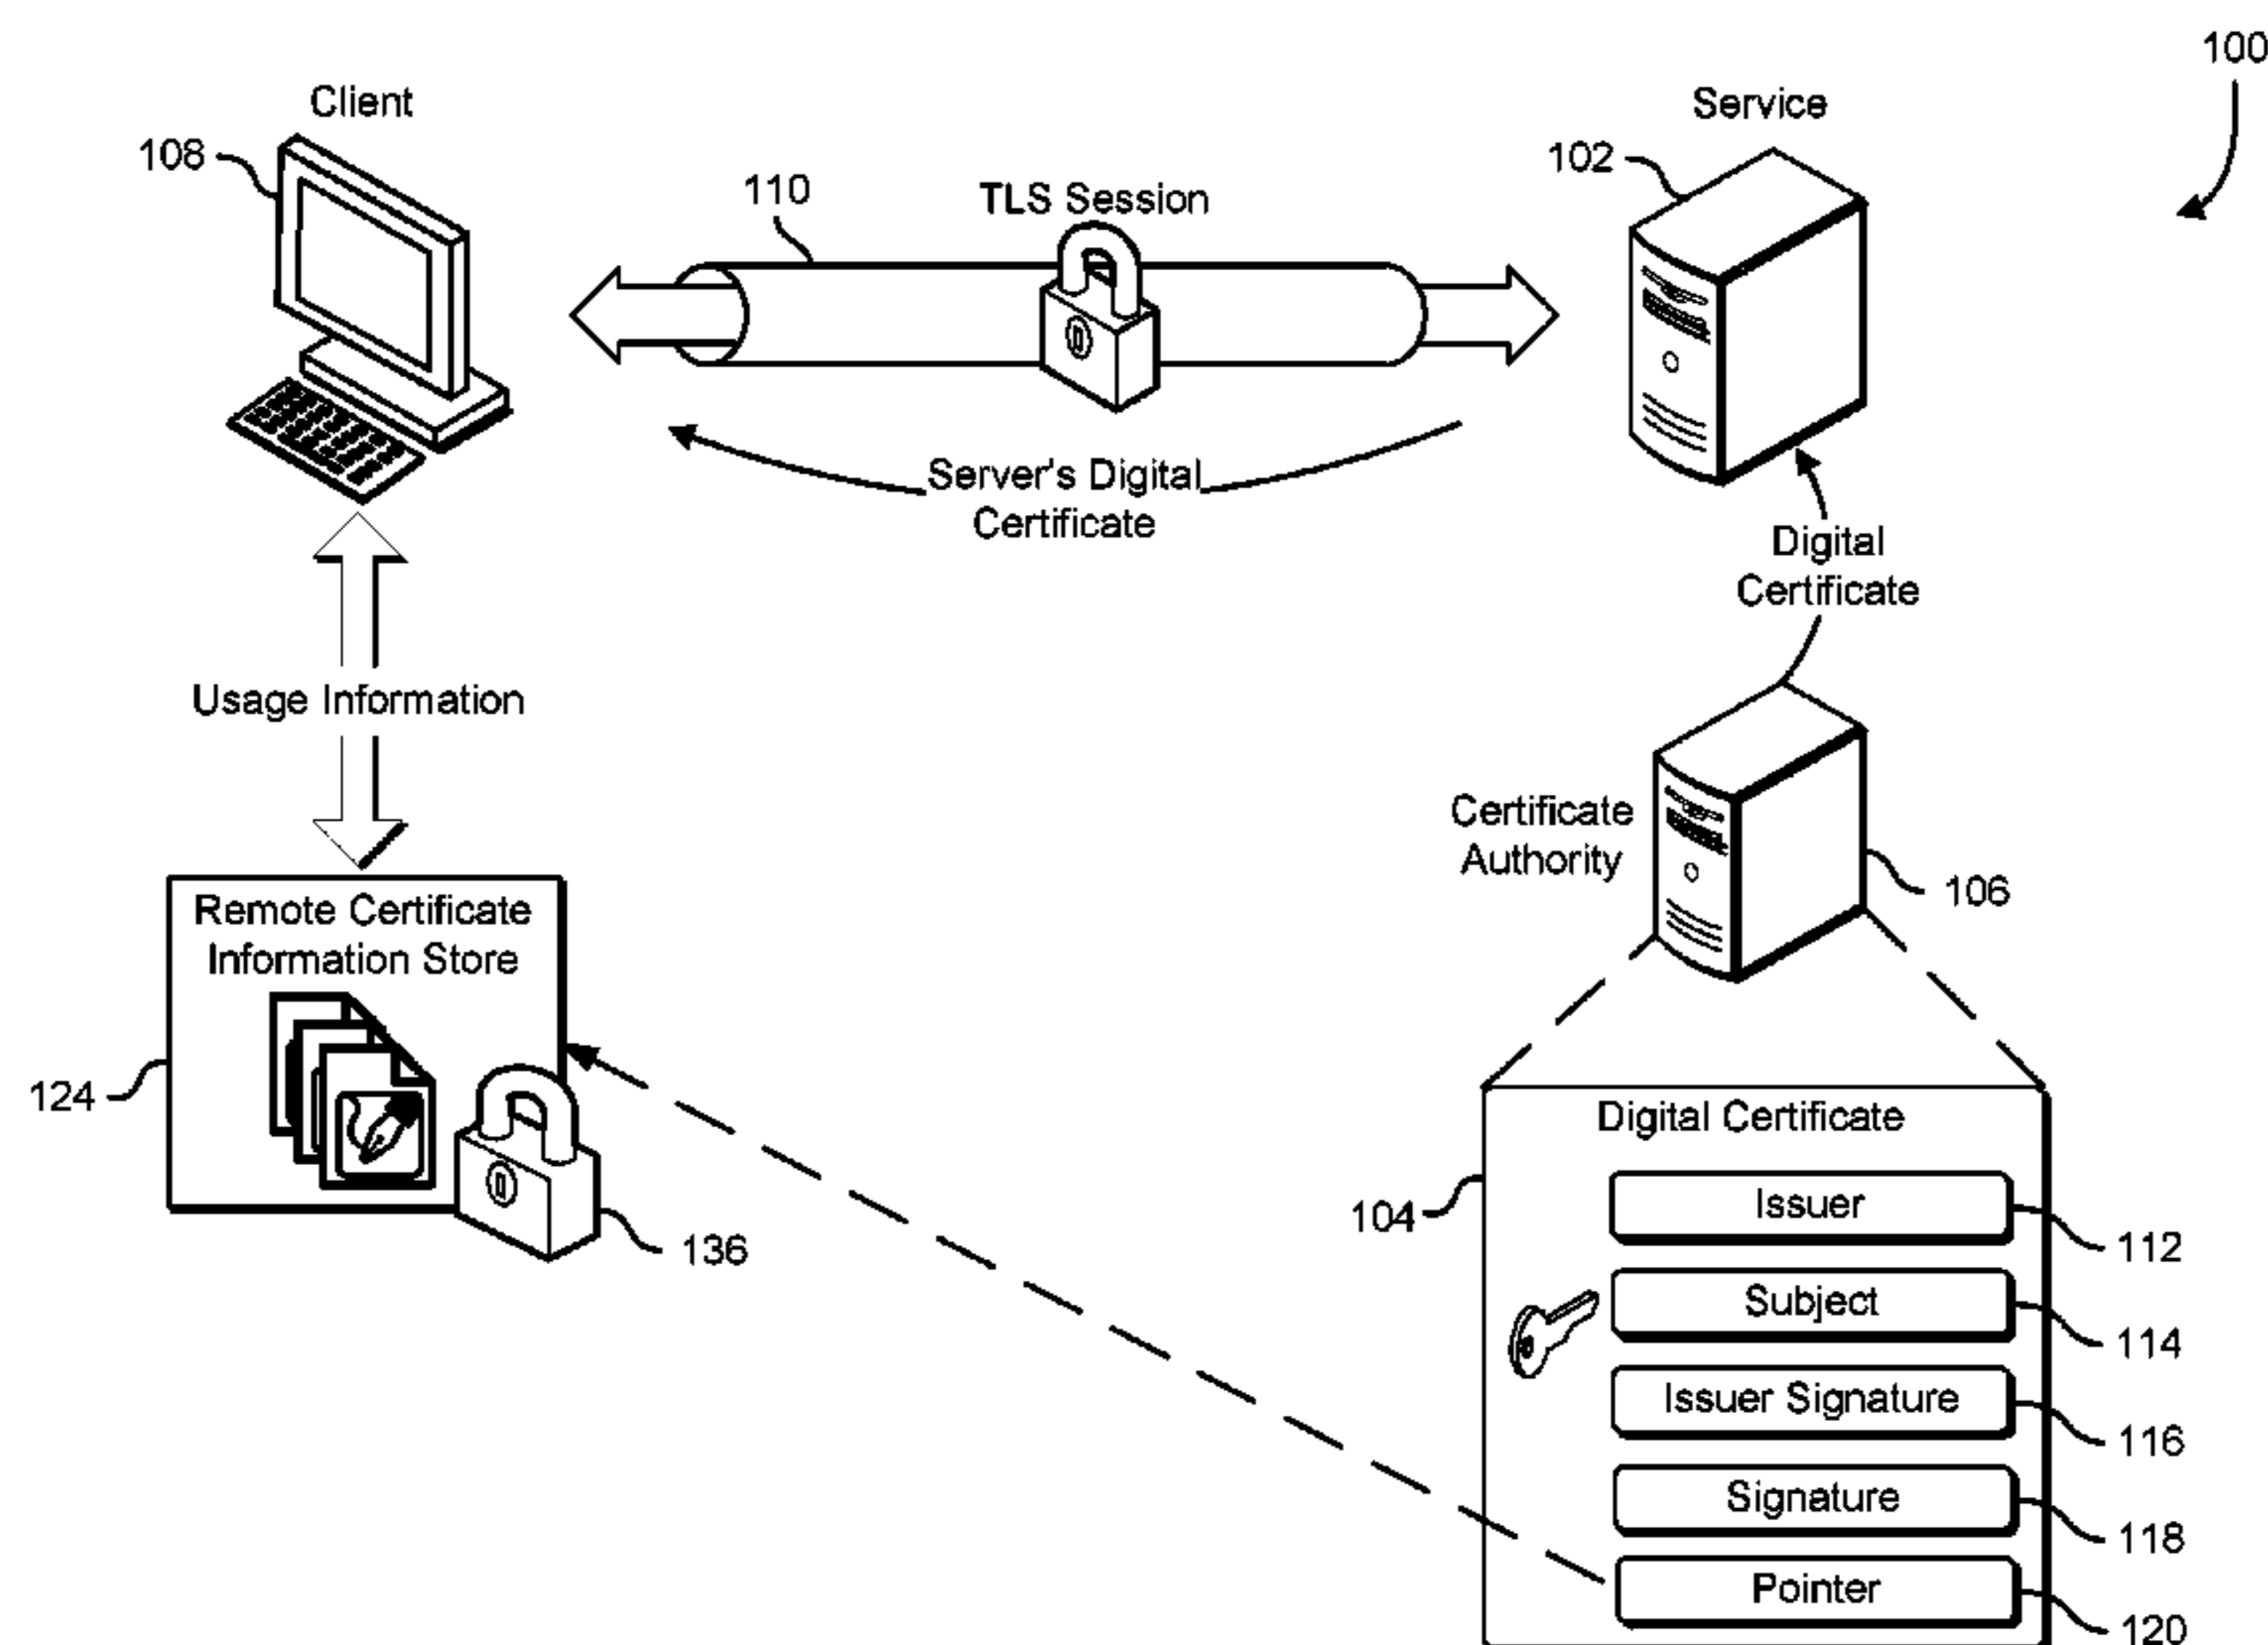 100
Client
Service
108
102
110
TLS Session
Server's Digital
Certificate
Digital
Certificate
Usage Information
Certificate
Authority
106
Remote Certificate
Information Store
124
136
Digital Certificate
104
Issuer
112
Subject
114
Issuer Signature
116
Signature
118
Pointer
120